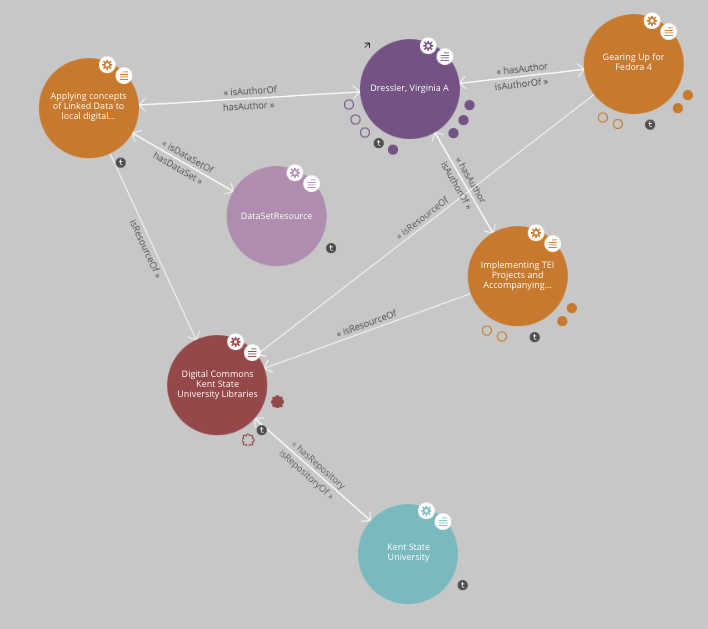 Gearing Up for
Fedora 4
Dressler, Virginia A
« hasAuthor
isAuthorOf »
« isAuthorOf
hasAuthor »
Applying concepts
of Linked Data to
local digital...
« isDataSetOf
hasDataSet »
DataSetResource
« hasAuthor
isAuthorOf »
« isResourceOf
isResourceOf »
Implementing TEI
Projects and
Accompanying...
« isResourceOf
Digital Commons
Kent State
University Libraries
t
t
t
t
t
t
t
« hasRepository
isRepositoryOf »
Kent State
University